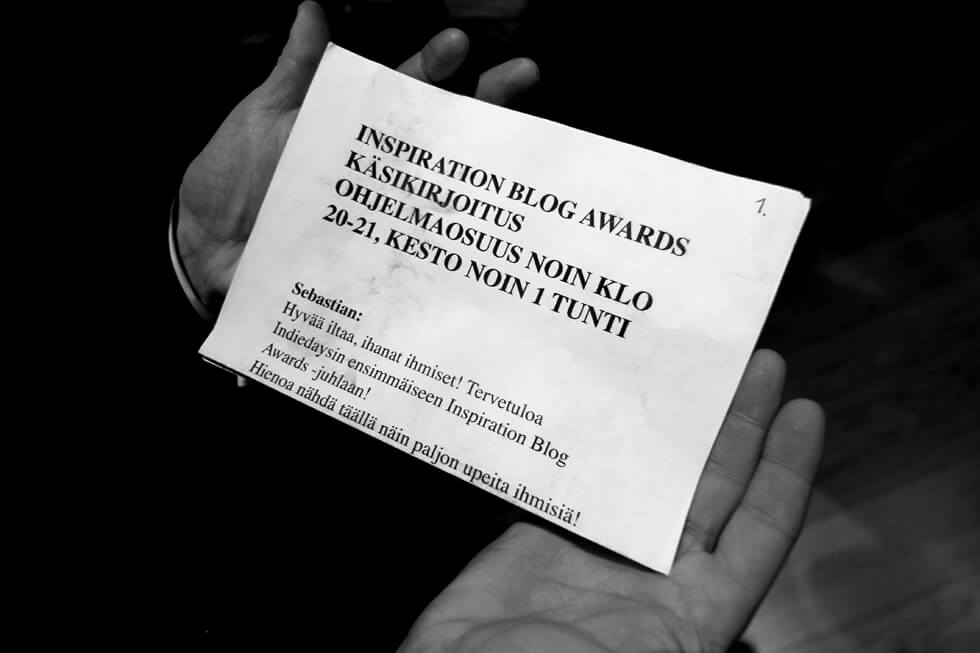 1.
INSPIRATION BLOG AWARDS
KÄSIKIRJOITUS
OHJELMAOSUUS NOIN KLO
20-21, KESTO NOIN 1 TUNTI
Sebastian:
Hyvää iltaa, ihanat ihmiset! Tervetuloa
Indiedaysin ensimmäiseen Inspiration Blog
Awards -juhlaan!
Hienoa nähdä täällä näin paljon upeita ihmisiä!